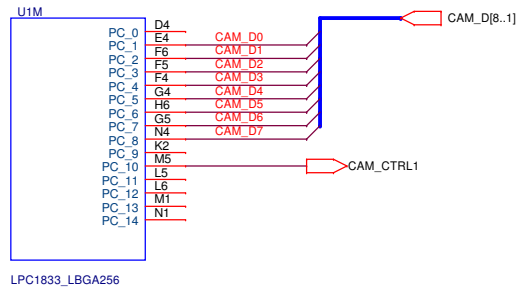 U1M
CAM_D[8..1]
PC_0 D4
PC_1 E4 CAM_D0
PC_2 F6 CAM_D1
PC_3 F5 CAM_D2
PC_4 F4 CAM_D3
PC_5 G4 CAM_D4
PC_6 H6 CAM_D5
PC_7 G5 CAM_D6
PC_8 N4 CAM_D7
PC_9 K2
PC_10 M5 CAM_CTRL1
PC_11 L5
PC_12 L6
PC_13 M1
PC_14 N1
LPC1833_LBGA256